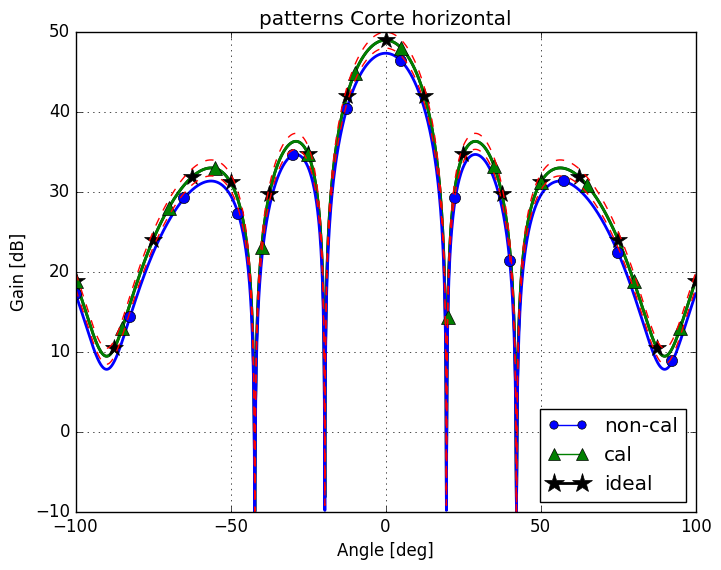 patterns Corte horizontal
50
40
30
20
10
0
−10
Gain [dB]
−100
−50
0
50
100
Angle [deg]
non-cal
cal
ideal